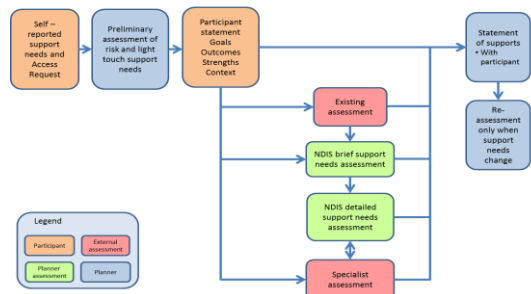 Self –
reported
support
needs and
Access
Request
Preliminary
assessment of
risk and light
touch support
needs
Participant
statement
Goals
Outcomes
Strengths
Context
Statement
of supports
• With
participant
Existing
assessment
Re-
assessment
only when
support
needs
change
NDIS brief support
needs assessment
NDIS detailed
support needs
assessment
Specialist
assessment
Legend
Participant
External
assessment
Planner
assessment
Planner